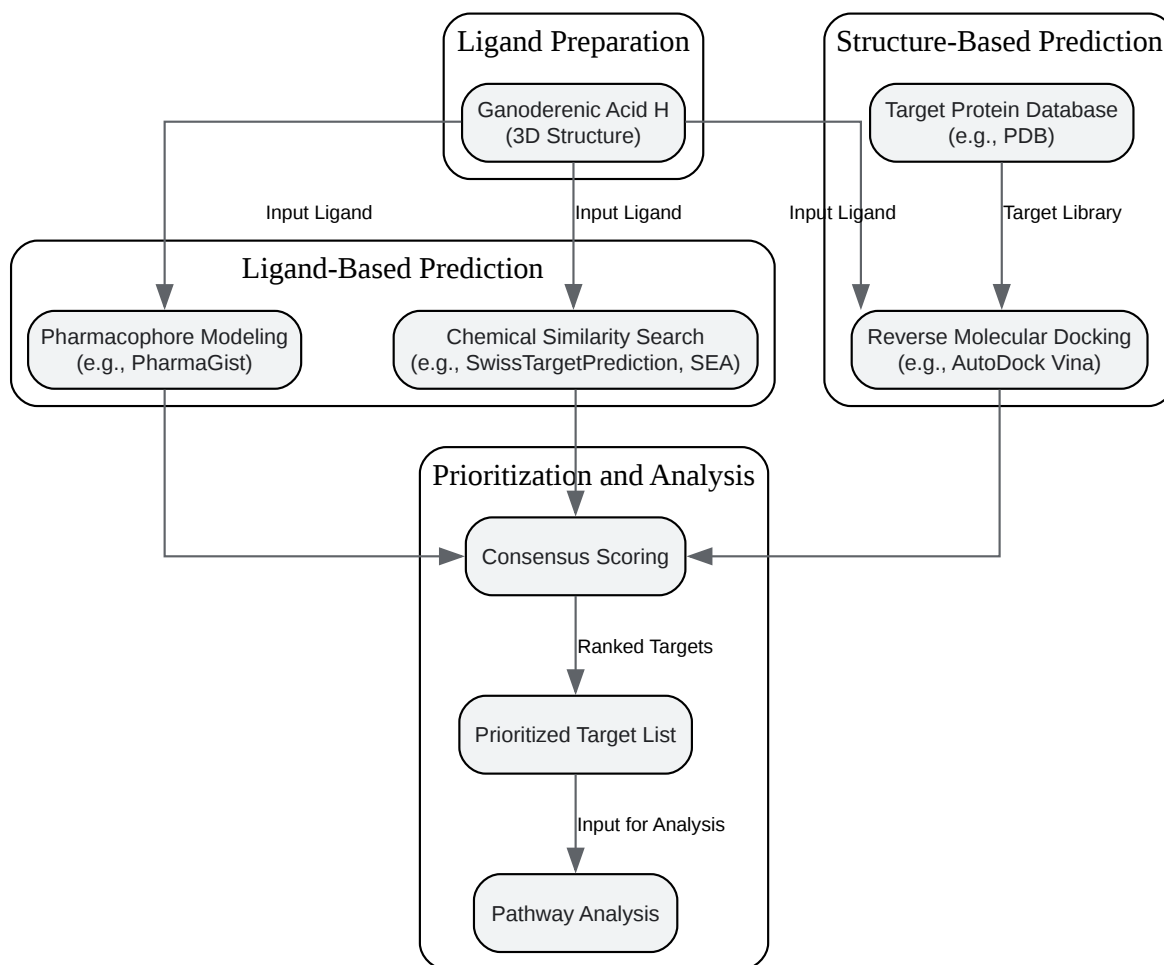 Ligand Preparation
Structure-Based Prediction
Ganoderenic Acid H
(3D Structure)
Target Protein Database
(e.g., PDB)
Input Ligand
Input Ligand
Input Ligand
Target Library
Ligand-Based Prediction
Pharmacophore Modeling
(e.g., PharmaGist)
Chemical Similarity Search
(e.g., SwissTargetPrediction, SEA)
Reverse Molecular Docking
(e.g., AutoDock Vina)
Prioritization and Analysis
Consensus Scoring
Ranked Targets
Prioritized Target List
Input for Analysis
Pathway Analysis